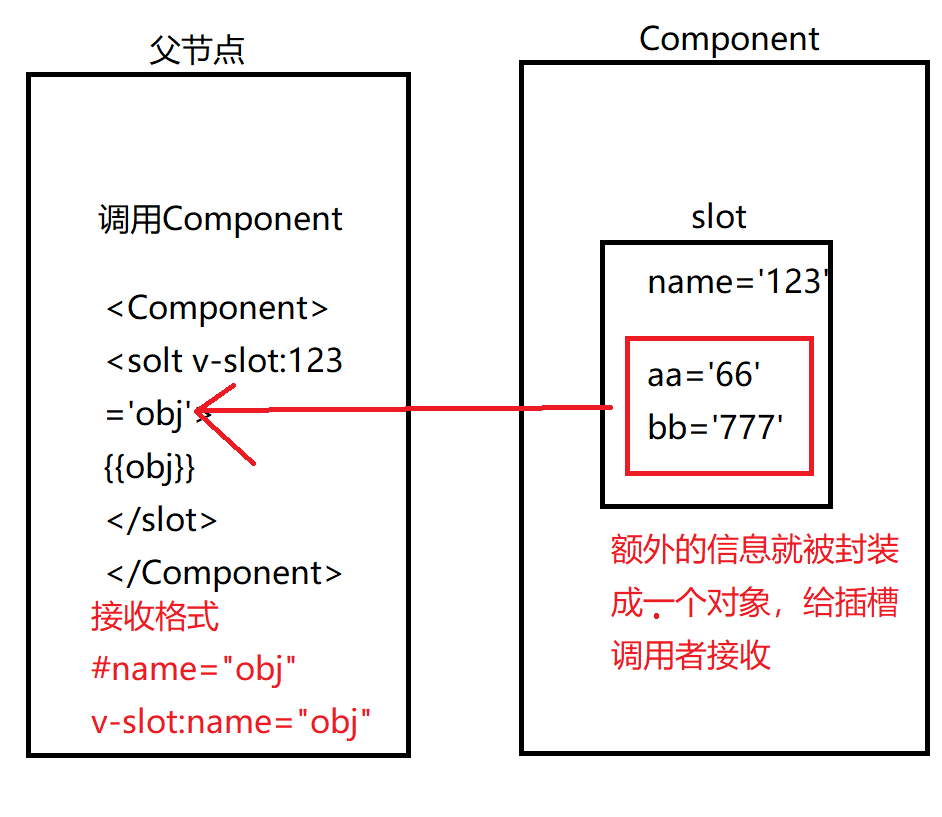 父节点
调用Component
<Component>
<solt v-slot:123
='obj'>
{{obj}}
</slot>
</Component>
接收格式
#name="obj"
v-slot:name="obj"
Component
slot
name='123'
aa='66'
bb='777'
额外的信息就被封装
成一个对象，给插槽
调用者接收